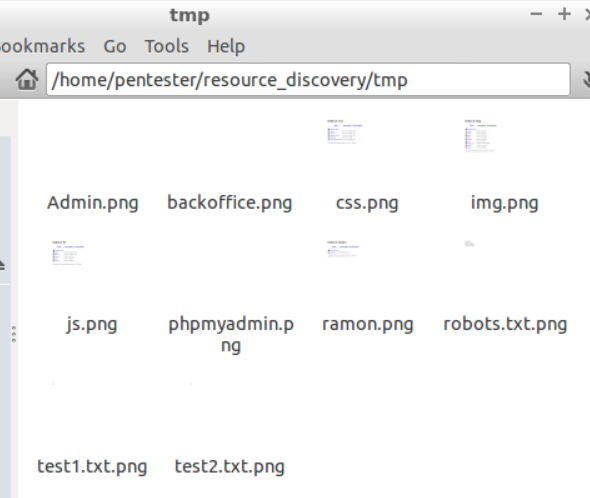 tmp
ookmarks Go Tools Help
/home/pentester/resource_discovery/tmp
Admin.png backoffice.png css.png img.png
js.png phpmyadmin.p ramon.png robots.txt.png
ng
test1.txt.png test2.txt.png